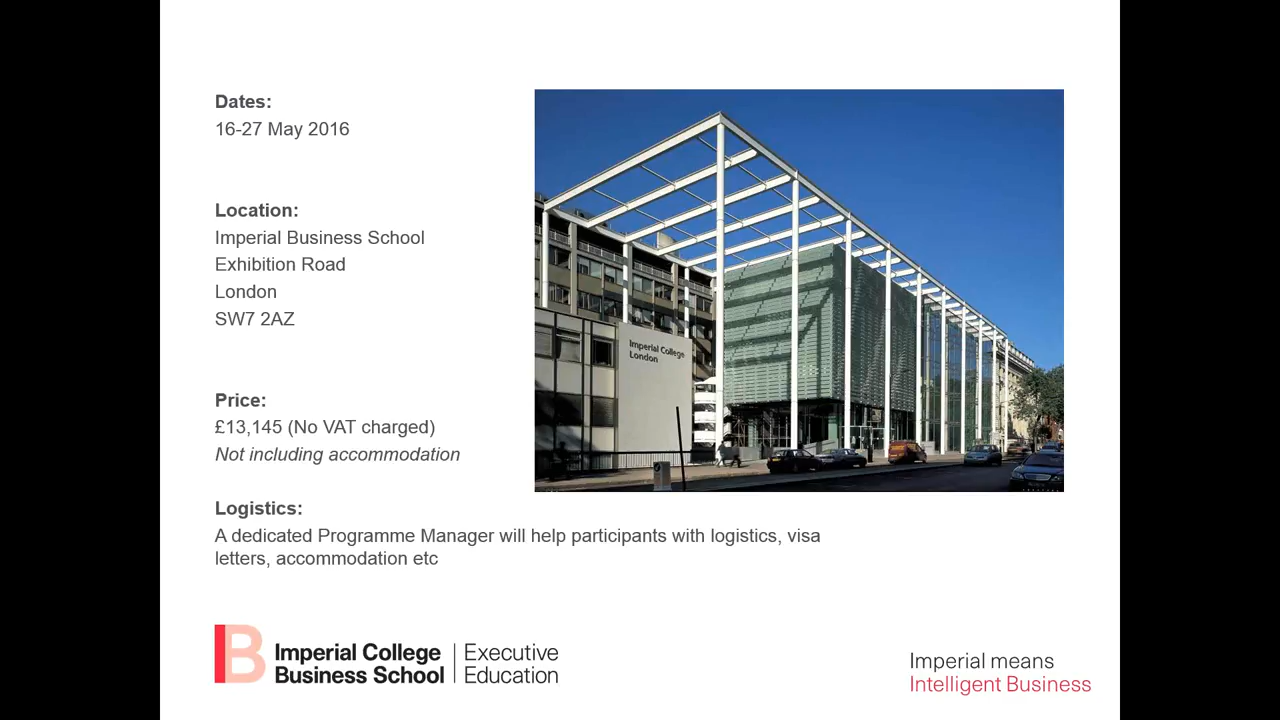 Dates:
16-27 May 2016
Location:
Imperial Business School
Exhibition Road
London
SW7 2AZ
Price:
£13,145 (No VAT charged)
Not including accommodation
Logistics:
A dedicated Programme Manager will help participants with logistics, visa
letters, accommodation etc
Imperial College
London
B
Imperial College
Business School
Executive
Education
Imperial means
Intelligent Business